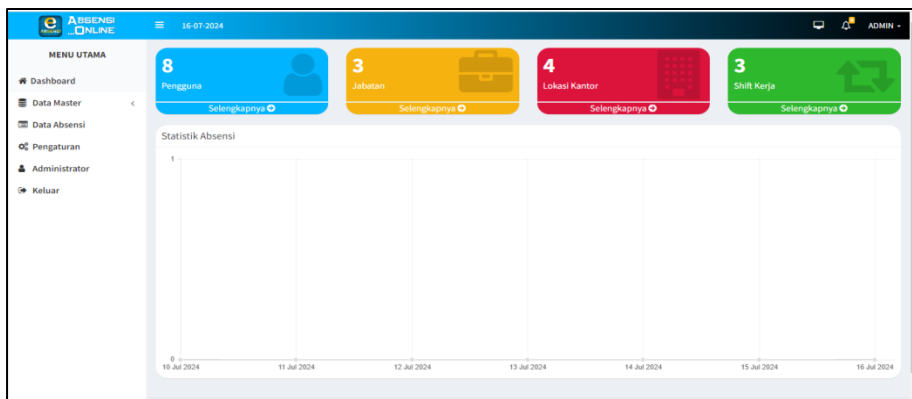 ABSENSI
...ONLINE
16-07-2024
ADMIN
MENU UTAMA
Dashboard
Data Master
Data Absensi
Pengaturan
Administrator
Keluar
8
Pengguna
Selengkapnya
3
Jabatan
Selengkapnya
4
Lokasi Kantor
Selengkapnya
3
Shift Kerja
Selengkapnya
Statistik Absensi
1
0
10 Jul 2024
11 Jul 2024
12 Jul 2024
13 Jul 2024
14 Jul 2024
15 Jul 2024
16 Jul 2024